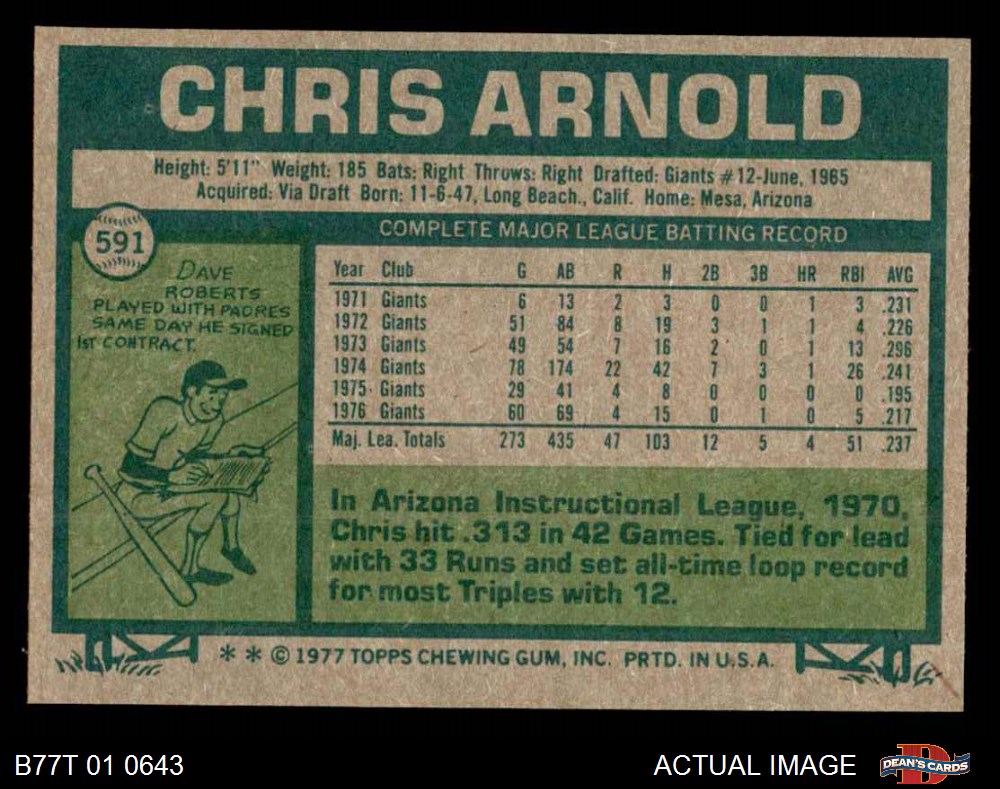 CHRIS ARNOLD
Height: 5'11" Weight: 185 Bats: Right Throws: Right Drafted: Giants #12-June, 1965
Acquired: Via Draft Born: 11-6-47, Long Beach., Calif. Home: Mesa, Arizona
591
DAVE
ROBERTS
PLAYED WITH PADRES
SAME DAY HE SIGNED
1ST CONTRACT.
COMPLETE MAJOR LEAGUE BATTING RECORD
Year Club G AB R H 2B 3B HR RBI AVG
1971 Giants 6 13 2 3 0 0 1 3 .231
1972 Giants 51 84 8 19 3 1 1 4 .226
1973 Giants 49 54 7 16 2 0 1 13 .296
1974 Giants 78 174 22 42 7 3 1 26 .241
1975 Giants 29 41 4 8 0 0 0 0 .195
1976 Giants 60 69 4 15 0 1 0 5 .217
Maj. Lea. Totals 273 435 47 103 12 5 4 51 .237
In Arizona Instructional League, 1970,
Chris hit .313 in 42 Games. Tied for lead
with 33 Runs and set all-time loop record
for most Triples with 12.
* * © 1977 TOPPS CHEWING GUM, INC. PRTD. IN U.S.A.
B77T 01 0643
ACTUAL IMAGE
D
DEAN'S CARDS